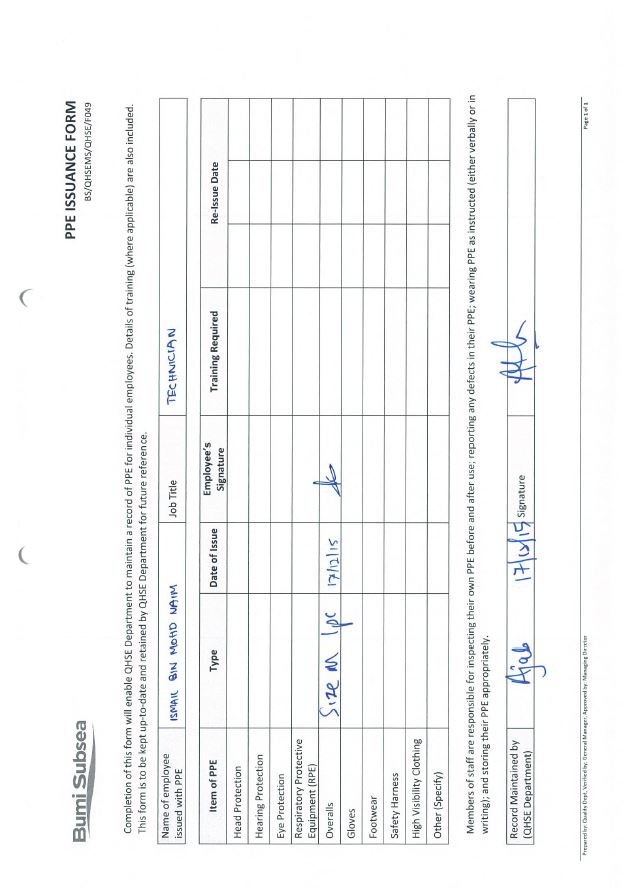 Bumi Subsea
PPE ISSUANCE FORM
BS/QHSEMS/QHSE/F049
Completion of this form will enable QHSE Department to maintain a record of PPE for individual employees. Details of training (where applicable) are also included.
This form is to be kept up-to-date and retained by QHSE Department for future reference.
Name of employee issued with PPE ISMAIL BIN MOHD NAIM Job Title TECHNICIAN
Item of PPE Type Date of Issue Employee's Signature Training Required Re-Issue Date
Head Protection
Hearing Protection
Eye Protection
Respiratory Protective
Equipment (RPE)
Overalls Size M 1pc 17/12/15
Gloves
Footwear
Safety Harness
High Visibility Clothing
Other (Specify)
Members of staff are responsible for inspecting their own PPE before and after use; reporting any defects in their PPE; wearing PPE as instructed (either verbally or in
writing); and storing their PPE appropriately.
Record Maintained by (QHSE Department) Ajab 17/12/15 Signature
Prepared by: Quality Dept, Verified by: General Manager; Approved by: Managing Director
Page 1 of 1